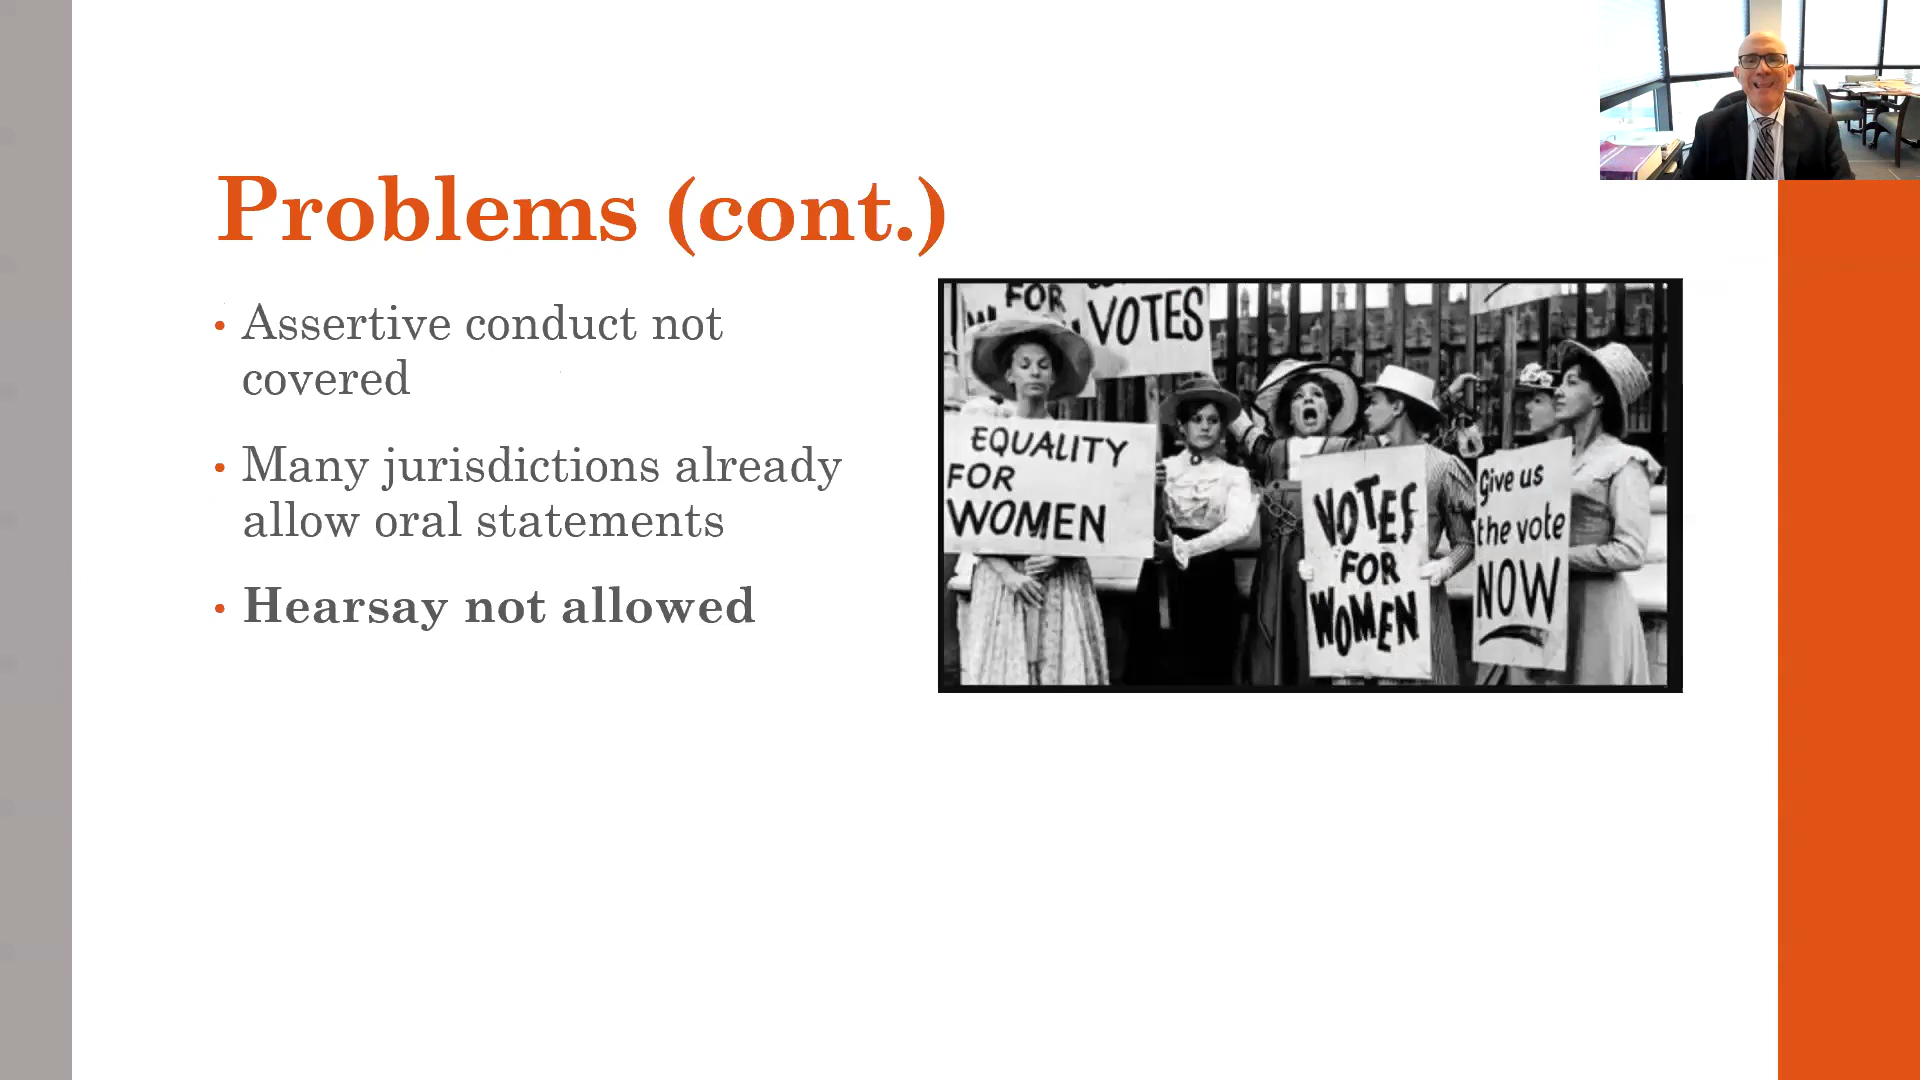 Problems (cont.)
• Assertive conduct not
covered
• Many jurisdictions already
allow oral statements
• Hearsay not allowed
FOR
VOTES
EQUALITY
FOR
WOMEN
VOTES
FOR
WOMEN
Give us
the vote
NOW